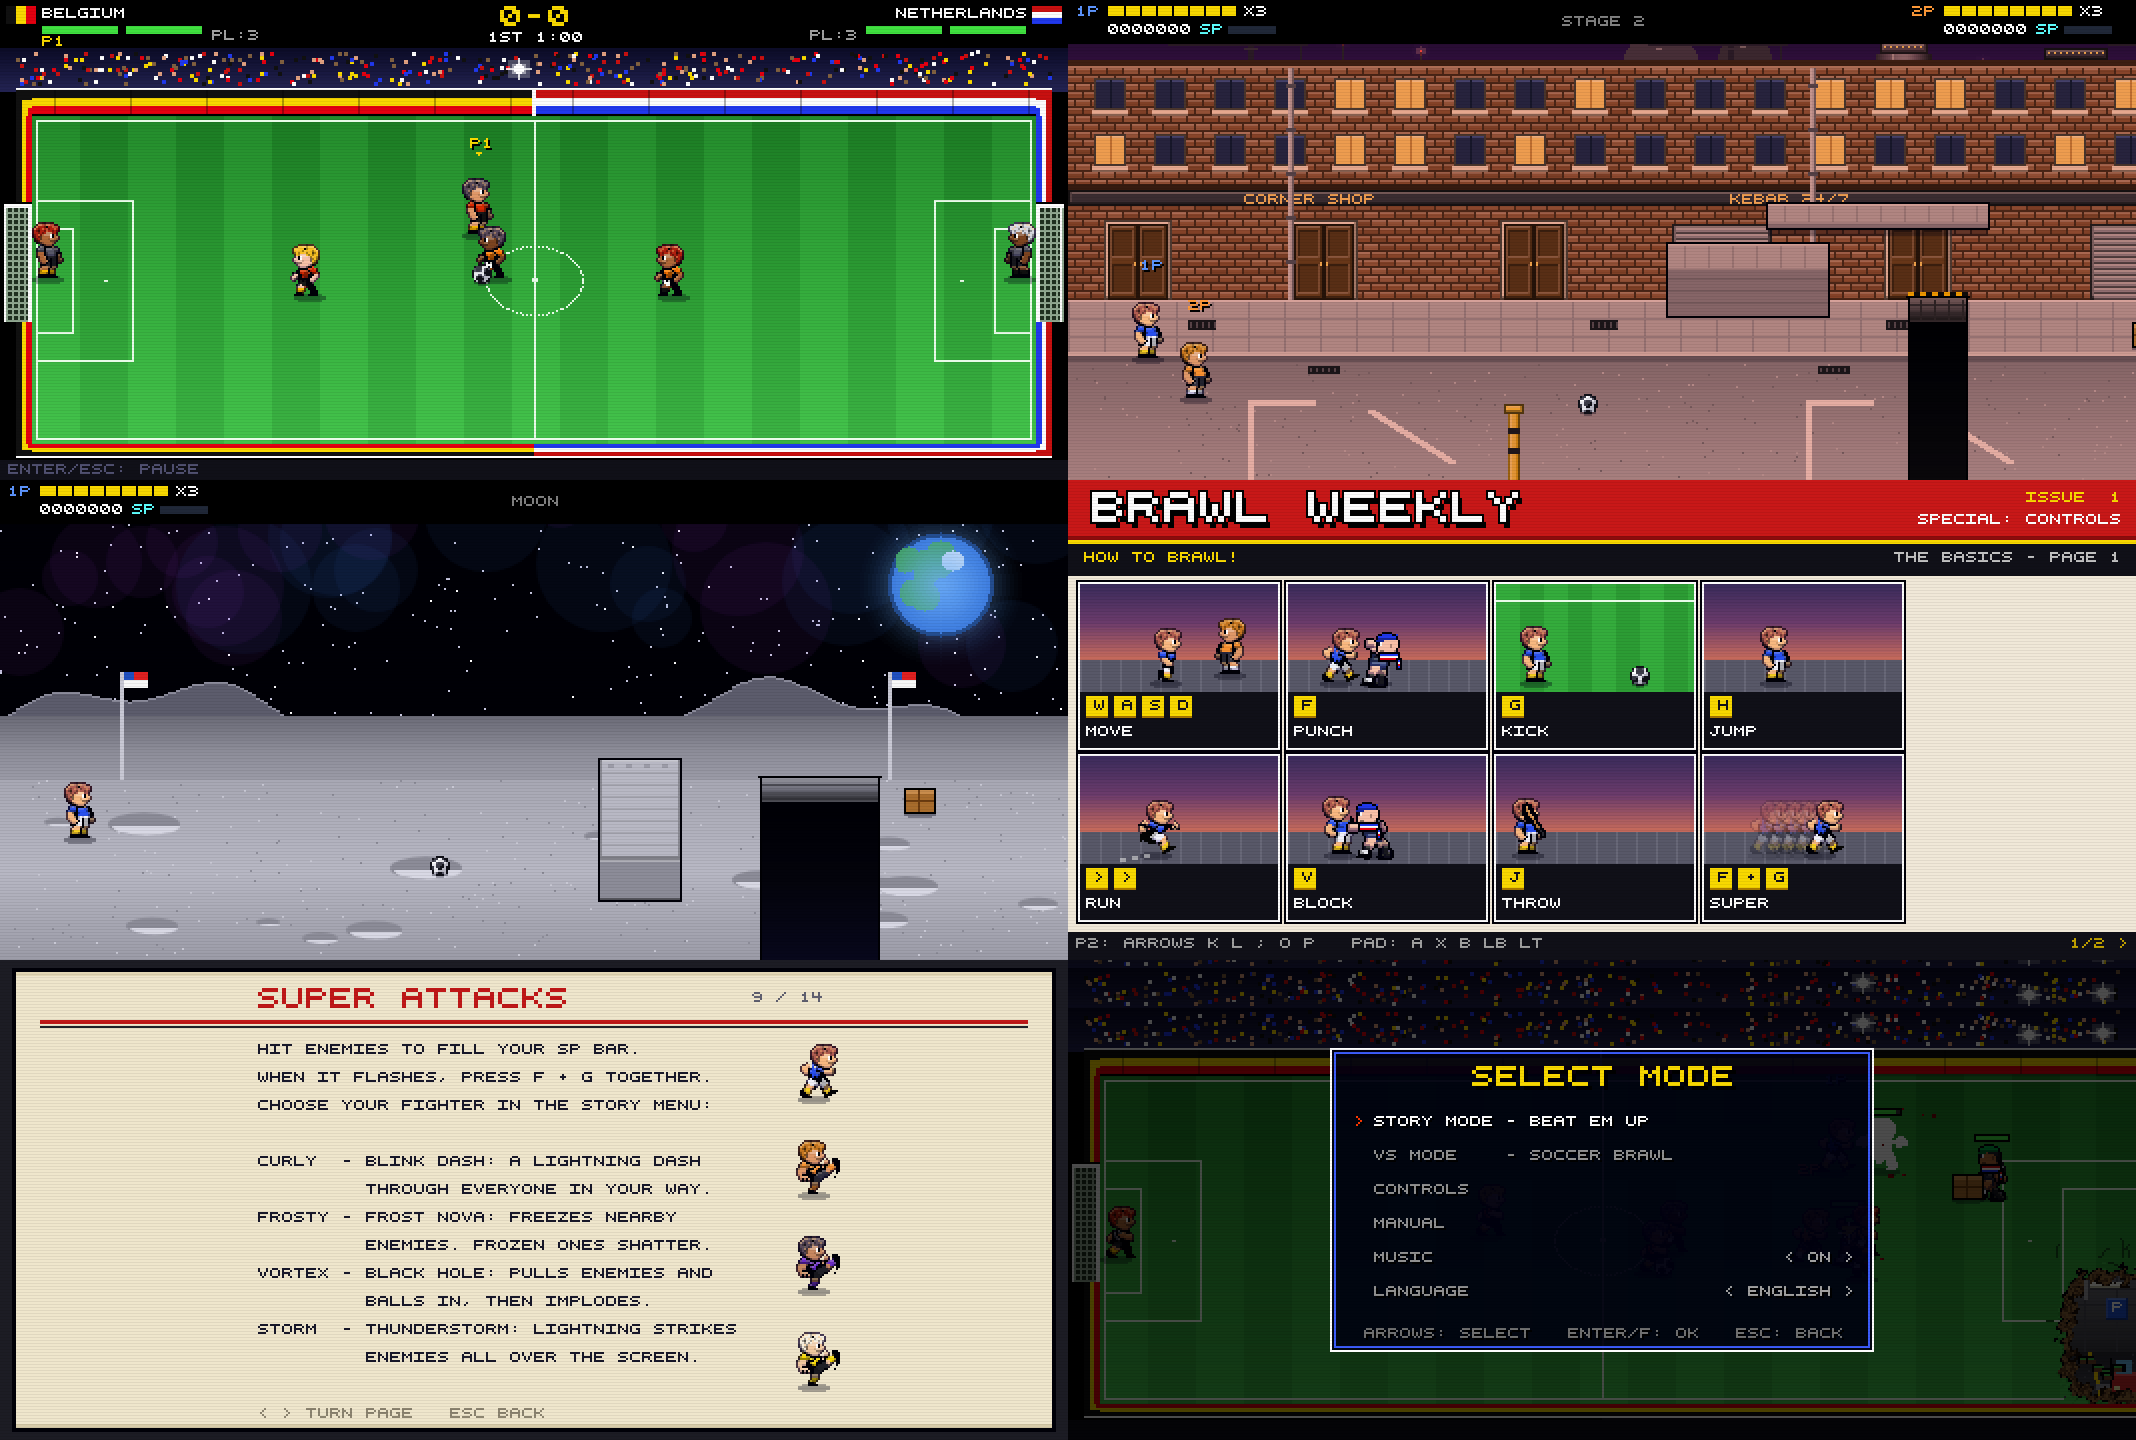 BELGIUM
P1
PL:3
0-0
1ST 1:00
NETHERLANDS
PL:3
P1
ENTER/ESC: PAUSE
1P X3
0000000 SP
STAGE 2
2P X3
0000000 SP
CORNER SHOP
KEBAR 24/7
1P
2P
1P X3
0000000 SP
MOON
BRAWL WEEKLY
ISSUE 1
SPECIAL: CONTROLS
HOW TO BRAWL!
THE BASICS - PAGE 1
W A S D
MOVE
F
PUNCH
G
KICK
H
JUMP
> >
RUN
V
BLOCK
J
THROW
F + G
SUPER
P2: ARROWS K L ; O P PAD: A X B LB LT
1/2 >
SUPER ATTACKS
9 / 14
HIT ENEMIES TO FILL YOUR SP BAR.
WHEN IT FLASHES, PRESS F + G TOGETHER.
CHOOSE YOUR FIGHTER IN THE STORY MENU:
CURLY - BLINK DASH: A LIGHTNING DASH
THROUGH EVERYONE IN YOUR WAY.
FROSTY - FROST NOVA: FREEZES NEARBY
ENEMIES. FROZEN ONES SHATTER.
VORTEX - BLACK HOLE: PULLS ENEMIES AND
BALLS IN, THEN IMPLODES.
STORM - THUNDERSTORM: LIGHTNING STRIKES
ENEMIES ALL OVER THE SCREEN.
< > TURN PAGE ESC BACK
SELECT MODE
> STORY MODE - BEAT EM UP
VS MODE - SOCCER BRAWL
CONTROLS
MANUAL
MUSIC < ON >
LANGUAGE < ENGLISH >
ARROWS: SELECT ENTER/F: OK ESC: BACK
P